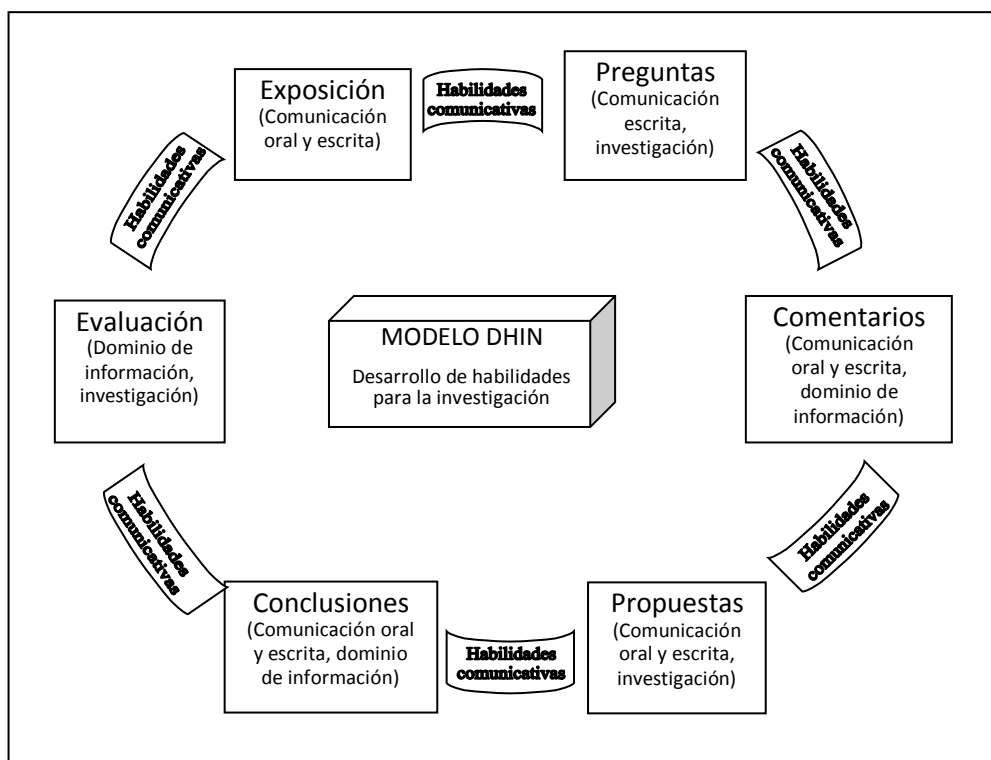 Exposición
(Comunicación
oral y escrita)
Habilidades
comunicativas
Preguntas
(Comunicación
escrita,
investigación)
Habilidades
comunicativas
Comentarios
(Comunicación
oral y escrita,
dominio de
información)
Habilidades
comunicativas
Propuestas
(Comunicación
oral y escrita,
investigación)
Habilidades
comunicativas
Conclusiones
(Comunicación oral
y escrita, dominio
de información)
Habilidades
comunicativas
Evaluación
(Dominio de
información,
investigación)
Habilidades
comunicativas
MODELO DHIN
Desarrollo de habilidades
para la investigación